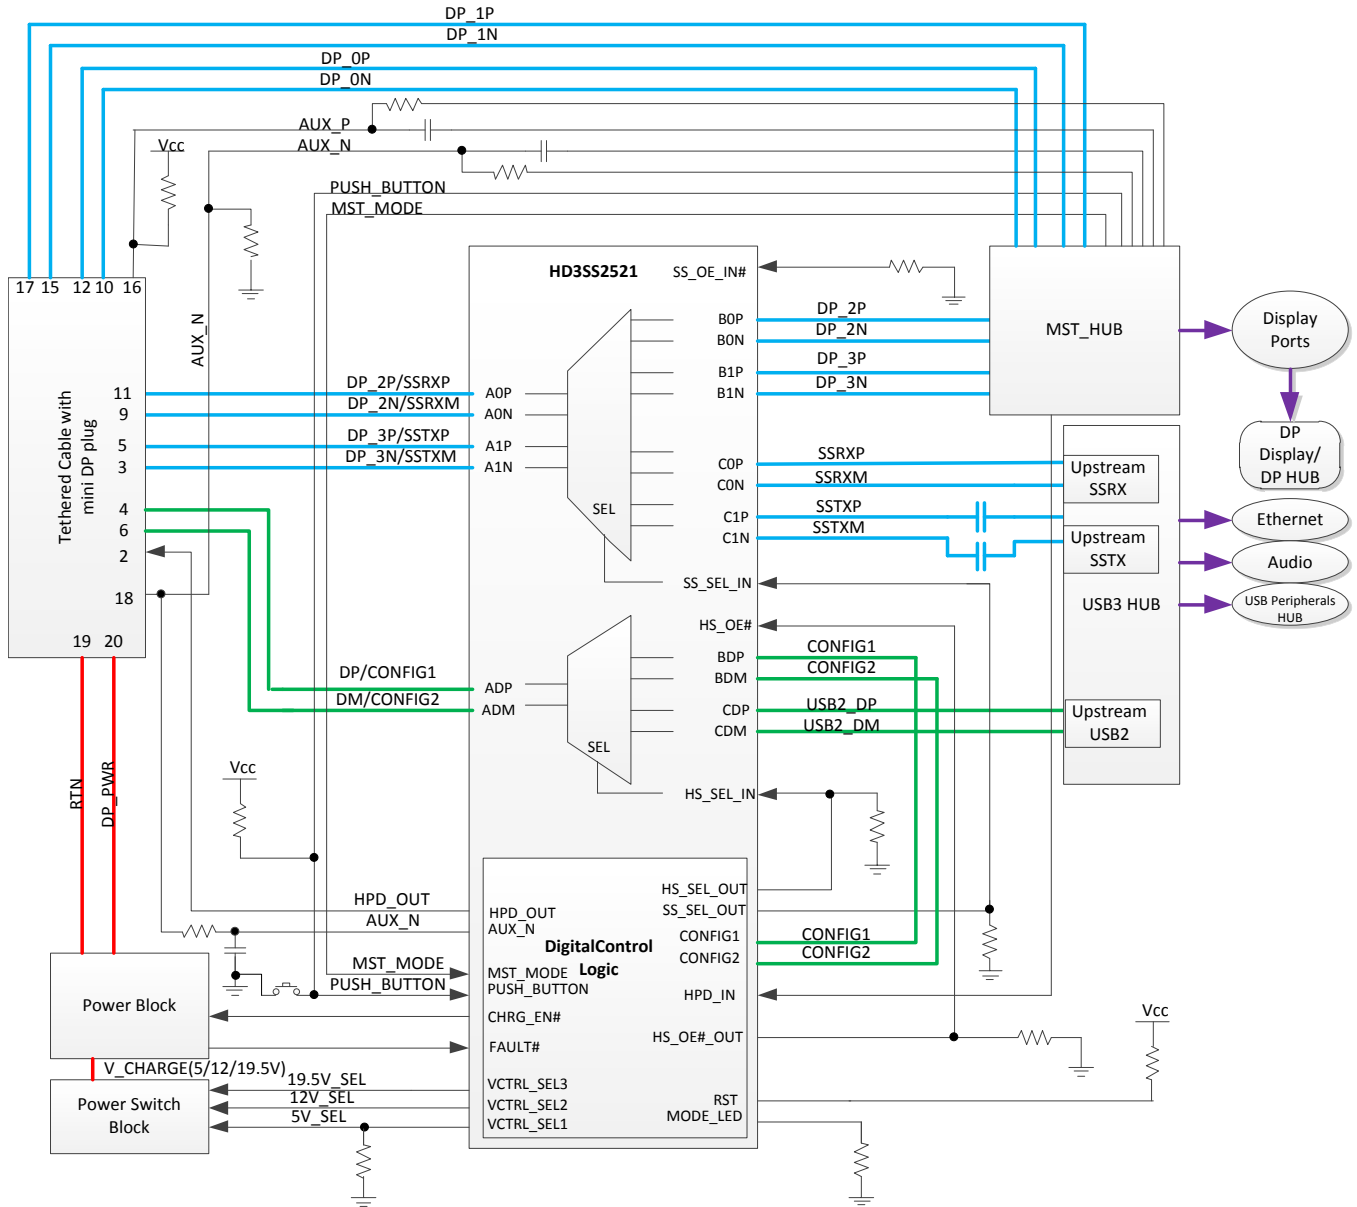 DP_1P
DP_1N
DP_0P
DP_0N
AUX_P
AUX_N
Vcc
PUSH_BUTTON
MST_MODE
17 15 12 10 16
HD3SS2521
SS_OE_IN#
AUX_N
B0P
B0N
B1P
B1N
DP_2P
DP_2N
DP_3P
DP_3N
MST_HUB
Display
Ports
DP
Display/
DP HUB
Tethered Cable with
mini DP plug
11
9
5
3
4
6
2
18
19 20
DP_2P/SSRXP
DP_2N/SSRXM
DP_3P/SSTXP
DP_3N/SSTXM
A0P
A0N
A1P
A1N
SEL
C0P
C0N
C1P
C1N
SSRXP
SSRXM
SSTXP
SSTXM
Upstream
SSRX
Upstream
SSTX
USB3 HUB
Ethernet
Audio
USB Peripherals
HUB
SS_SEL_IN
HS_OE#
DP/CONFIG1
DM/CONFIG2
ADP
ADM
SEL
BDP
BDM
CDP
CDM
CONFIG1
CONFIG2
USB2_DP
USB2_DM
Upstream
USB2
HS_SEL_IN
RTN
DP_PWR
Vcc
HPD_OUT
AUX_N
MST_MODE
PUSH_BUTTON
HPD_OUT
AUX_N
DigitalControl
Logic
MST_MODE
PUSH_BUTTON
CHRG_EN#
FAULT#
VCTRL_SEL3
VCTRL_SEL2
VCTRL_SEL1
HS_SEL_OUT
SS_SEL_OUT
CONFIG1
CONFIG2
HPD_IN
HS_OE#_OUT
RST
MODE_LED
CONFIG1
CONFIG2
Vcc
Power Block
V_CHARGE(5/12/19.5V)
Power Switch
Block
19.5V_SEL
12V_SEL
5V_SEL